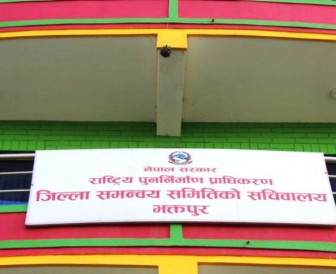 नेपाल सरकार
राष्ट्रिय पुनर्निर्माण प्राधिकरण
जिल्ला समन्वय समितिको सचिवालय
भक्तपुर